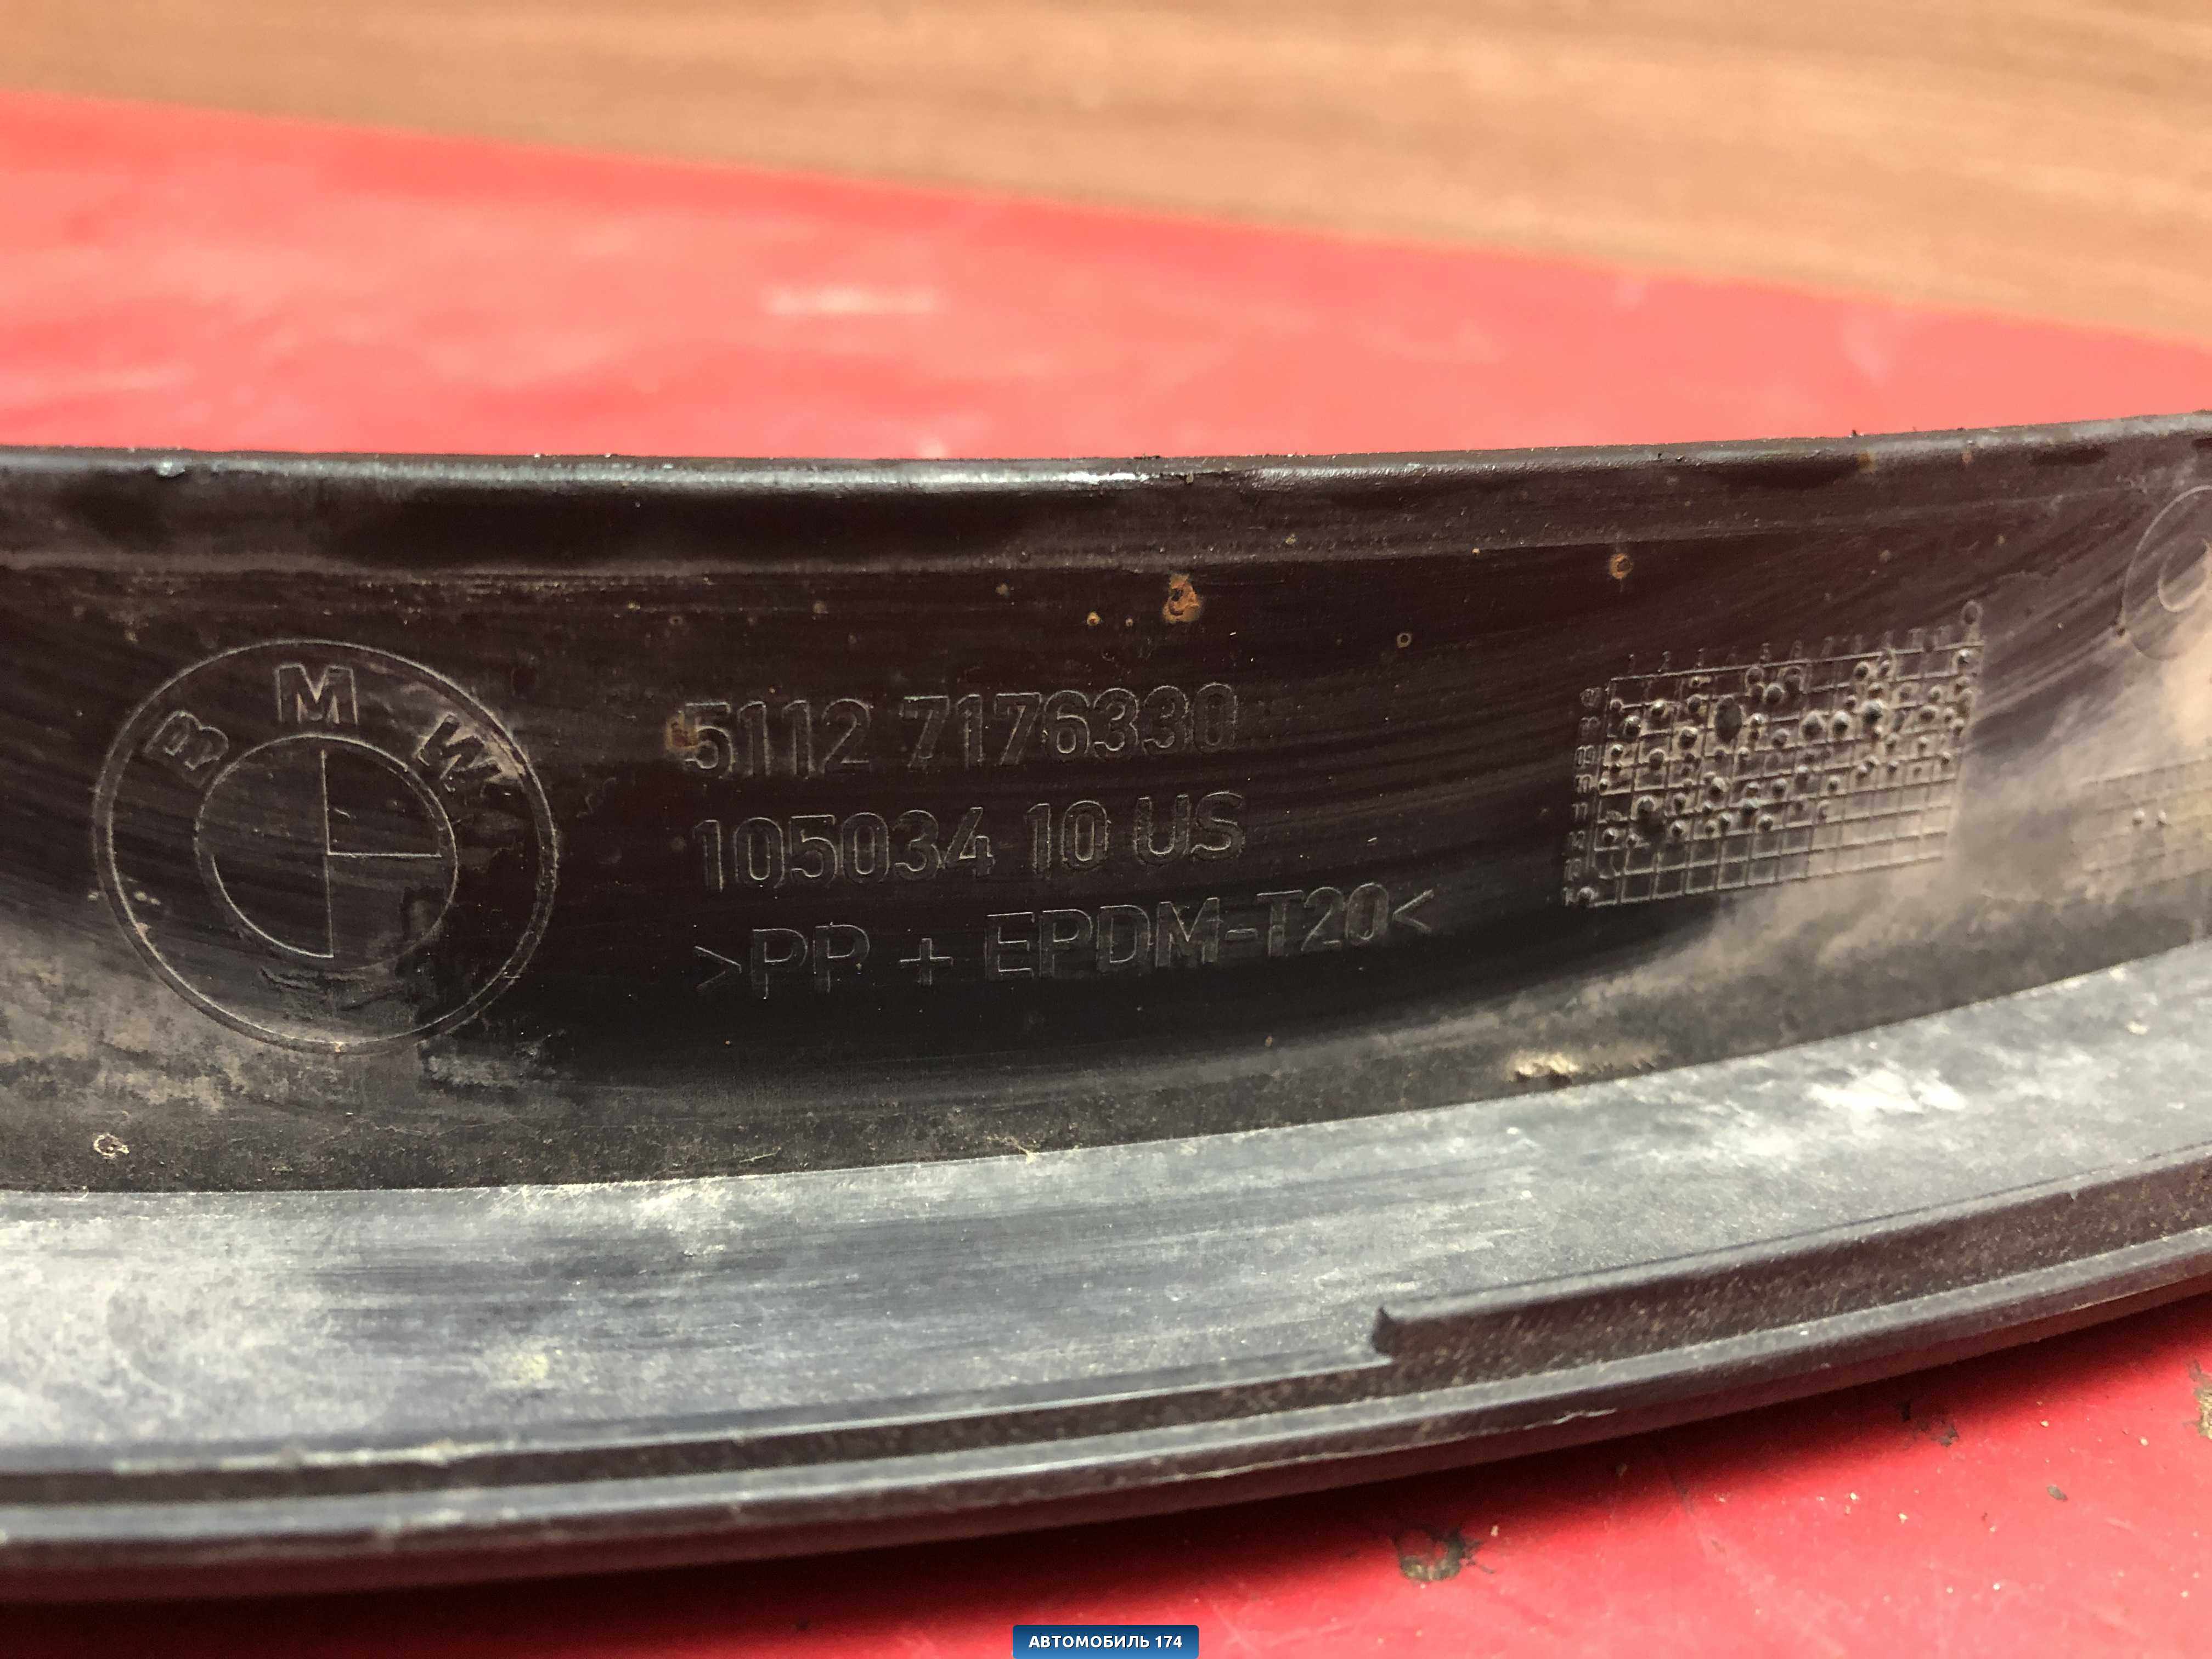 BMW
5112 7176330
105034 10 US
>PP + EPDM-T20<
АВТОМОБИЛЬ 174